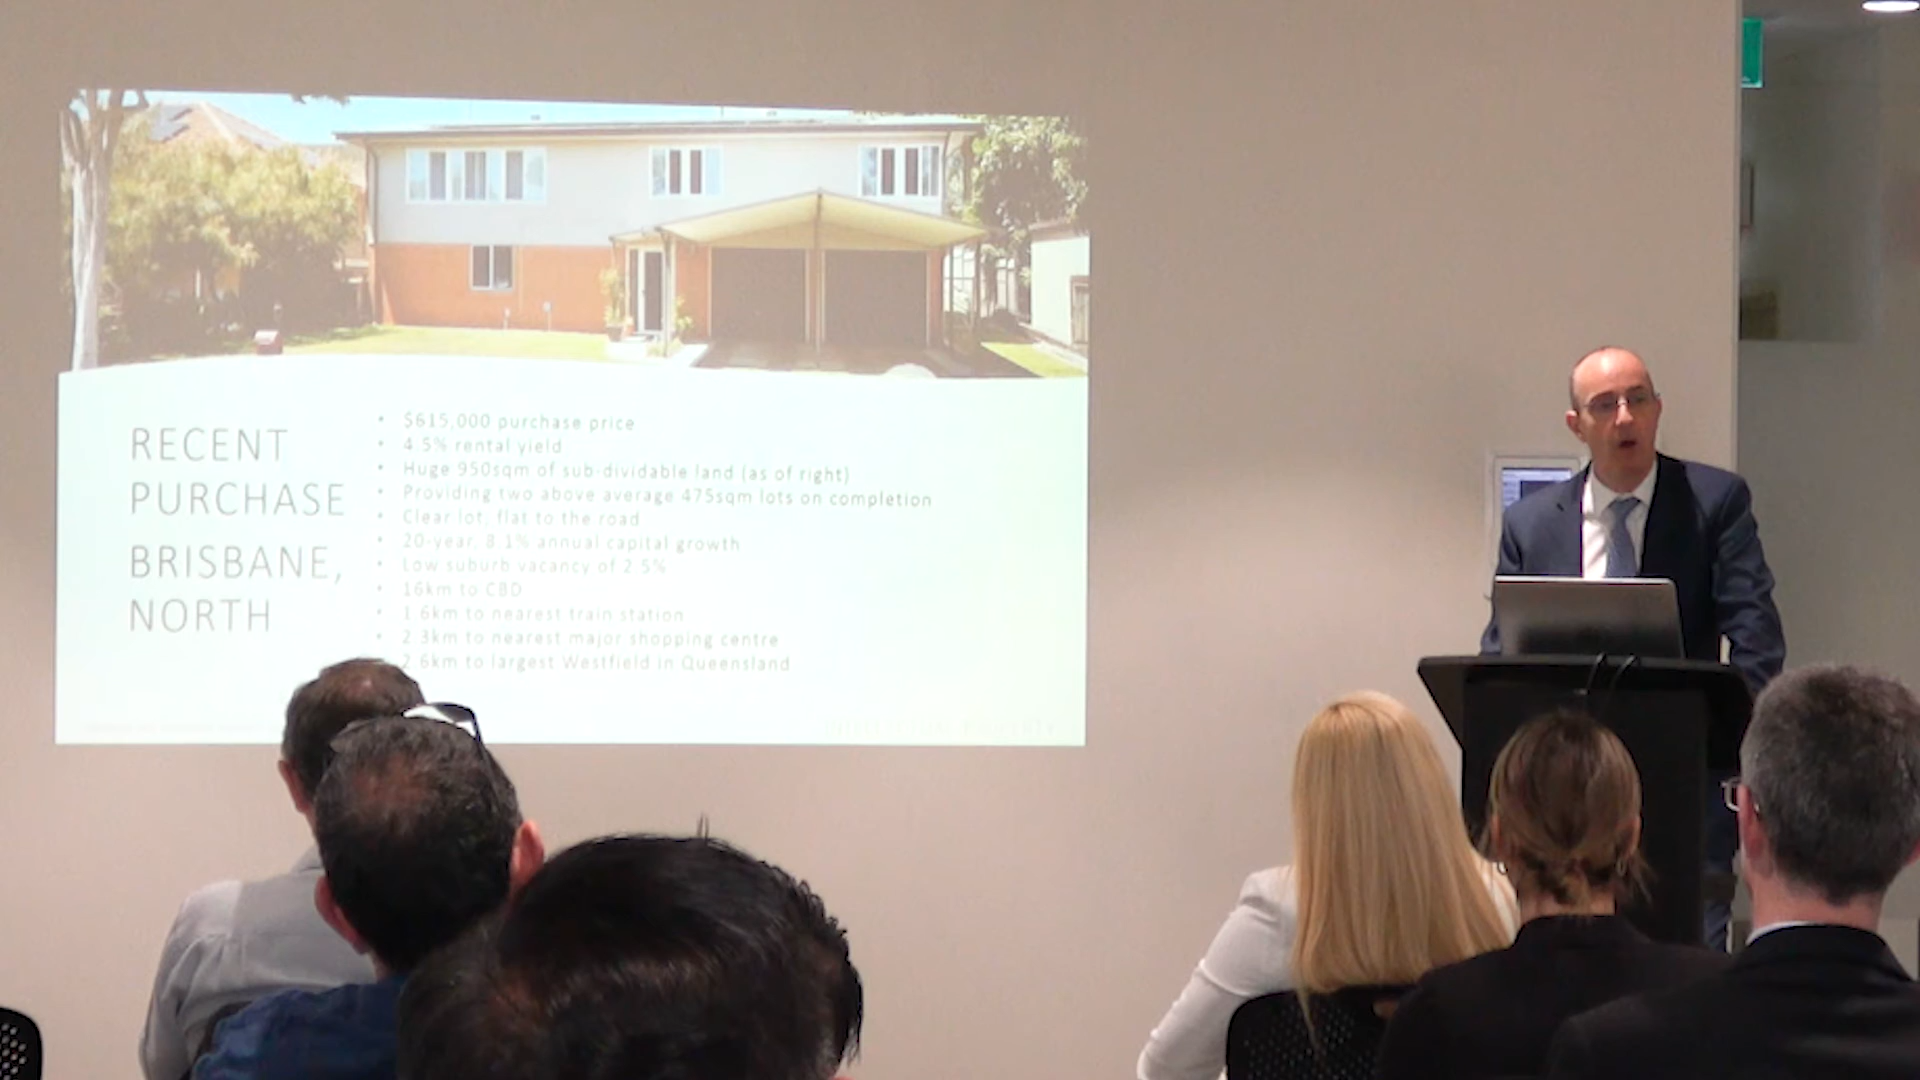 RECENT
PURCHASE
BRISBANE,
NORTH
• $615,000 purchase price
• 4.5% rental yield
• Huge 950sqm of sub-dividable land (as of right)
• Providing two above average 475sqm lots on completion
• Clear lot; flat to the road
• 20-year, 8.1% annual capital growth
• Low suburb vacancy of 2.5%
• 16km to CBD
• 1.6km to nearest train station
• 2.3km to nearest major shopping centre
2.6km to largest Westfield in Queensland